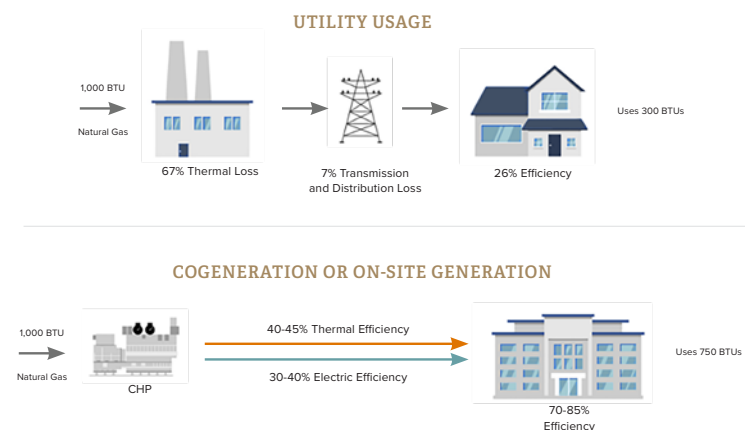 UTILITY USAGE
1,000 BTU
Natural Gas
67% Thermal Loss
7% Transmission
and Distribution Loss
26% Efficiency
Uses 300 BTUs
COGENERATION OR ON-SITE GENERATION
1,000 BTU
Natural Gas
CHP
40-45% Thermal Efficiency
30-40% Electric Efficiency
70-85%
Efficiency
Uses 750 BTUs